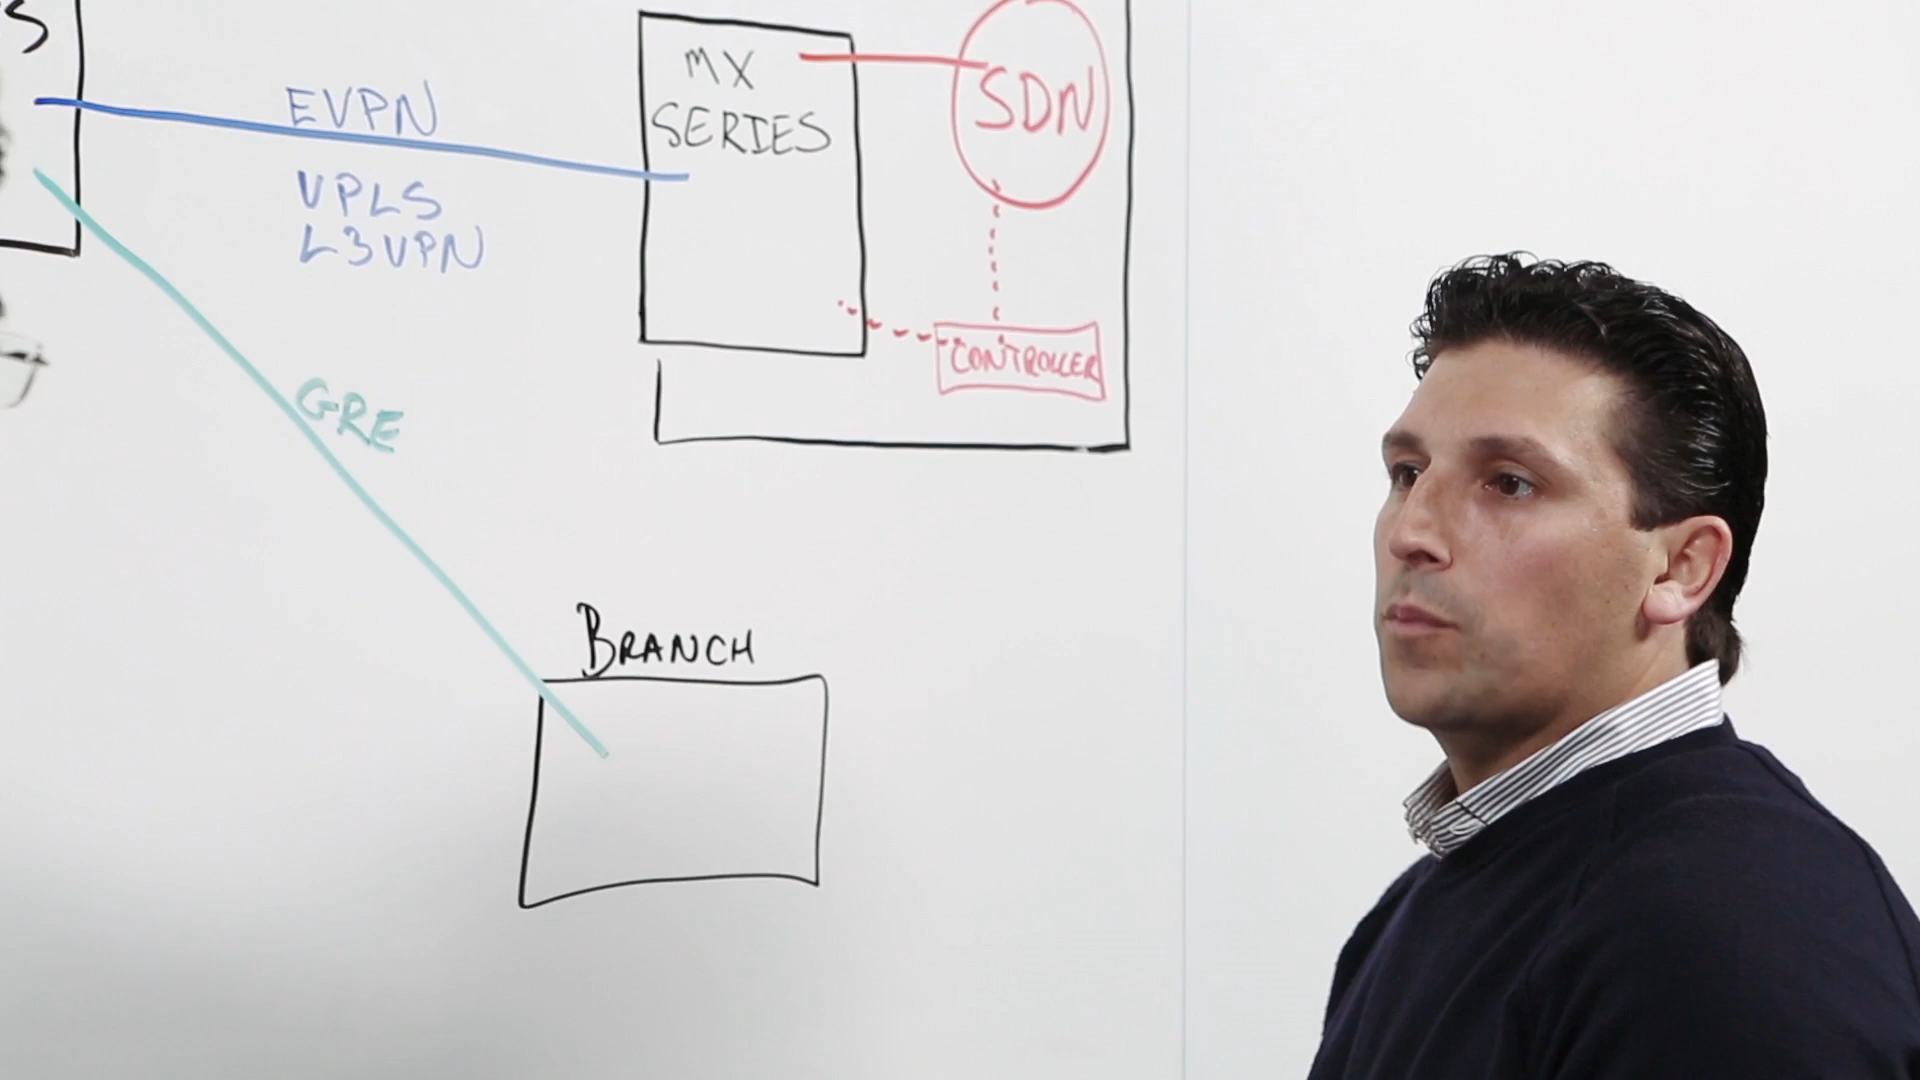 S
EVPN
VPLS
L3VPN
MX
SERIES
SDN
CONTROLLER
GRE
BRANCH